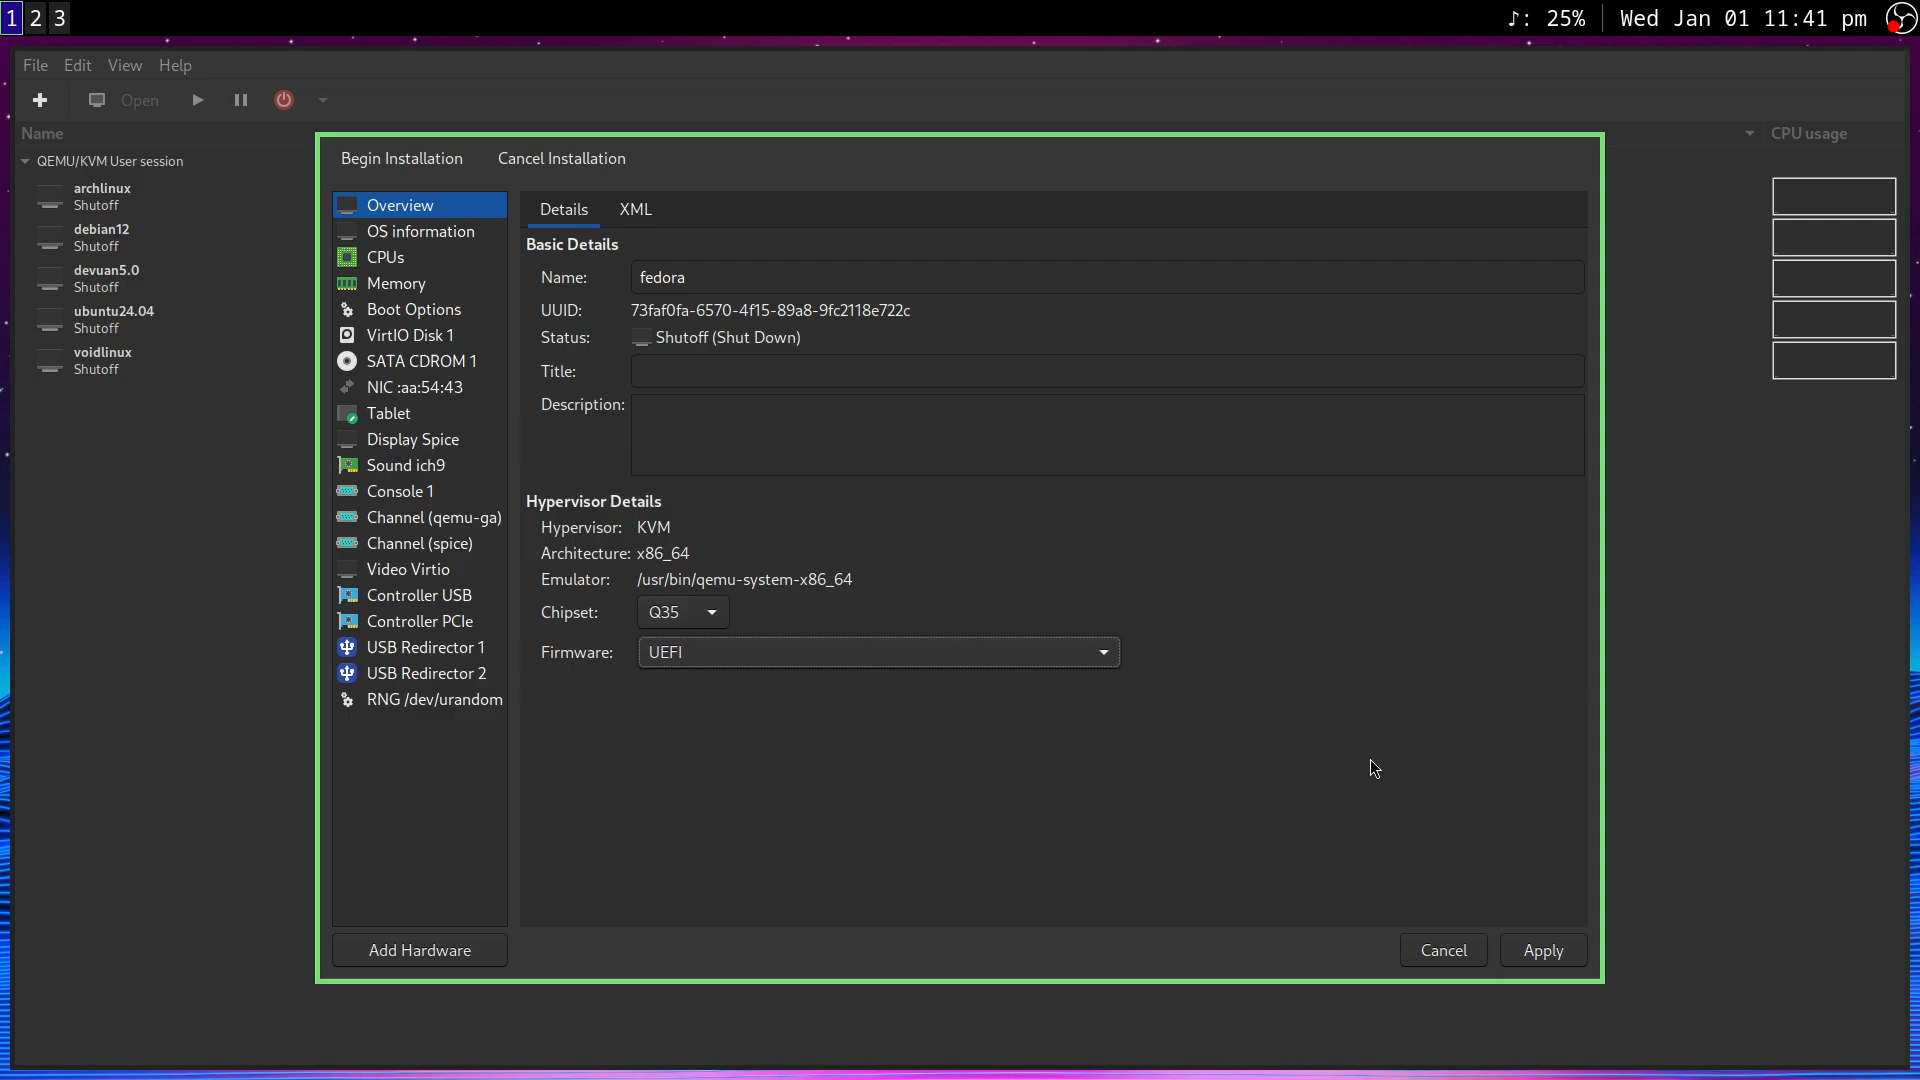 1 2 3
♪: 25% Wed Jan 01 11:41 pm
File Edit View Help
Open
Name
CPU usage
QEMU/KVM User session
archlinux
Shutoff
debian12
Shutoff
devuan5.0
Shutoff
ubuntu24.04
Shutoff
voidlinux
Shutoff
Begin Installation Cancel Installation
Overview
OS information
CPUs
Memory
Boot Options
VirtIO Disk 1
SATA CDROM 1
NIC :aa:54:43
Tablet
Display Spice
Sound ich9
Console 1
Channel (qemu-ga)
Channel (spice)
Video Virtio
Controller USB
Controller PCIe
USB Redirector 1
USB Redirector 2
RNG /dev/urandom
Add Hardware
Details XML
Basic Details
Name: fedora
UUID: 73faf0fa-6570-4f15-89a8-9fc2118e722c
Status: Shutoff (Shut Down)
Title:
Description:
Hypervisor Details
Hypervisor: KVM
Architecture: x86_64
Emulator: /usr/bin/qemu-system-x86_64
Chipset: Q35
Firmware: UEFI
Cancel Apply